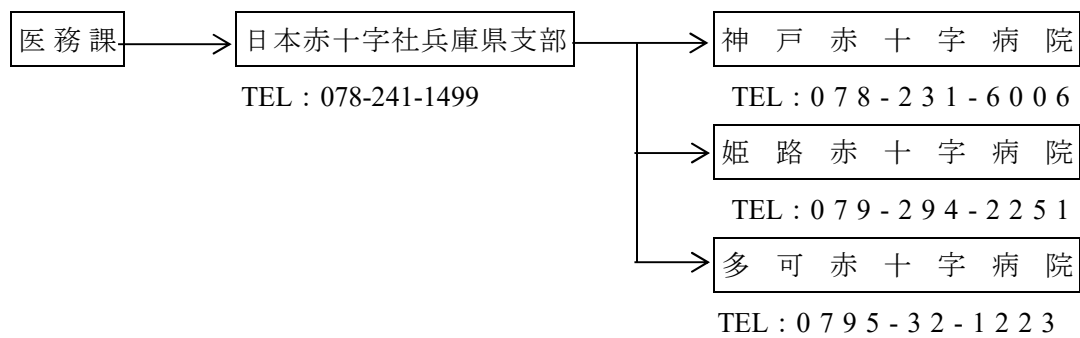 医務課
日本赤十字社兵庫県支部
TEL：078-241-1499
神戸赤十字病院
TEL：078-231-6006
姫路赤十字病院
TEL：079-294-2251
多可赤十字病院
TEL：0795-32-1223